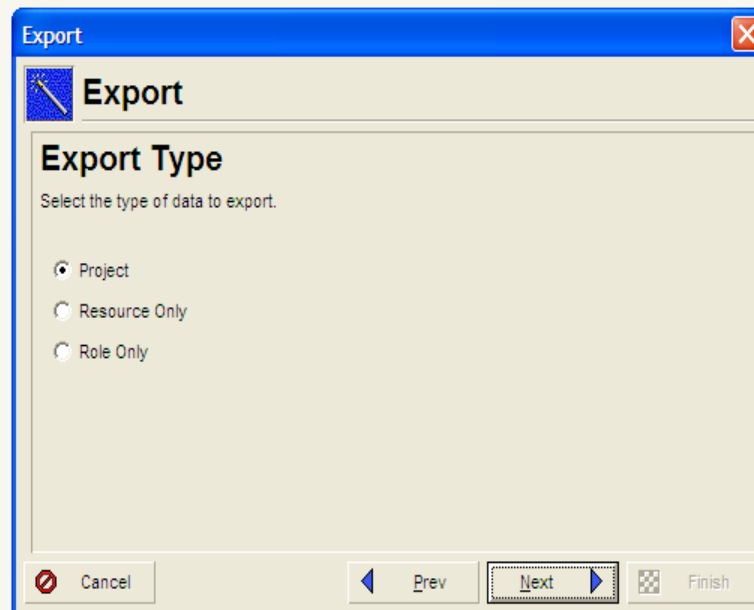 Export
Export
Export Type
Select the type of data to export.
Project
Resource Only
Role Only
Cancel
Prev
Next
Finish